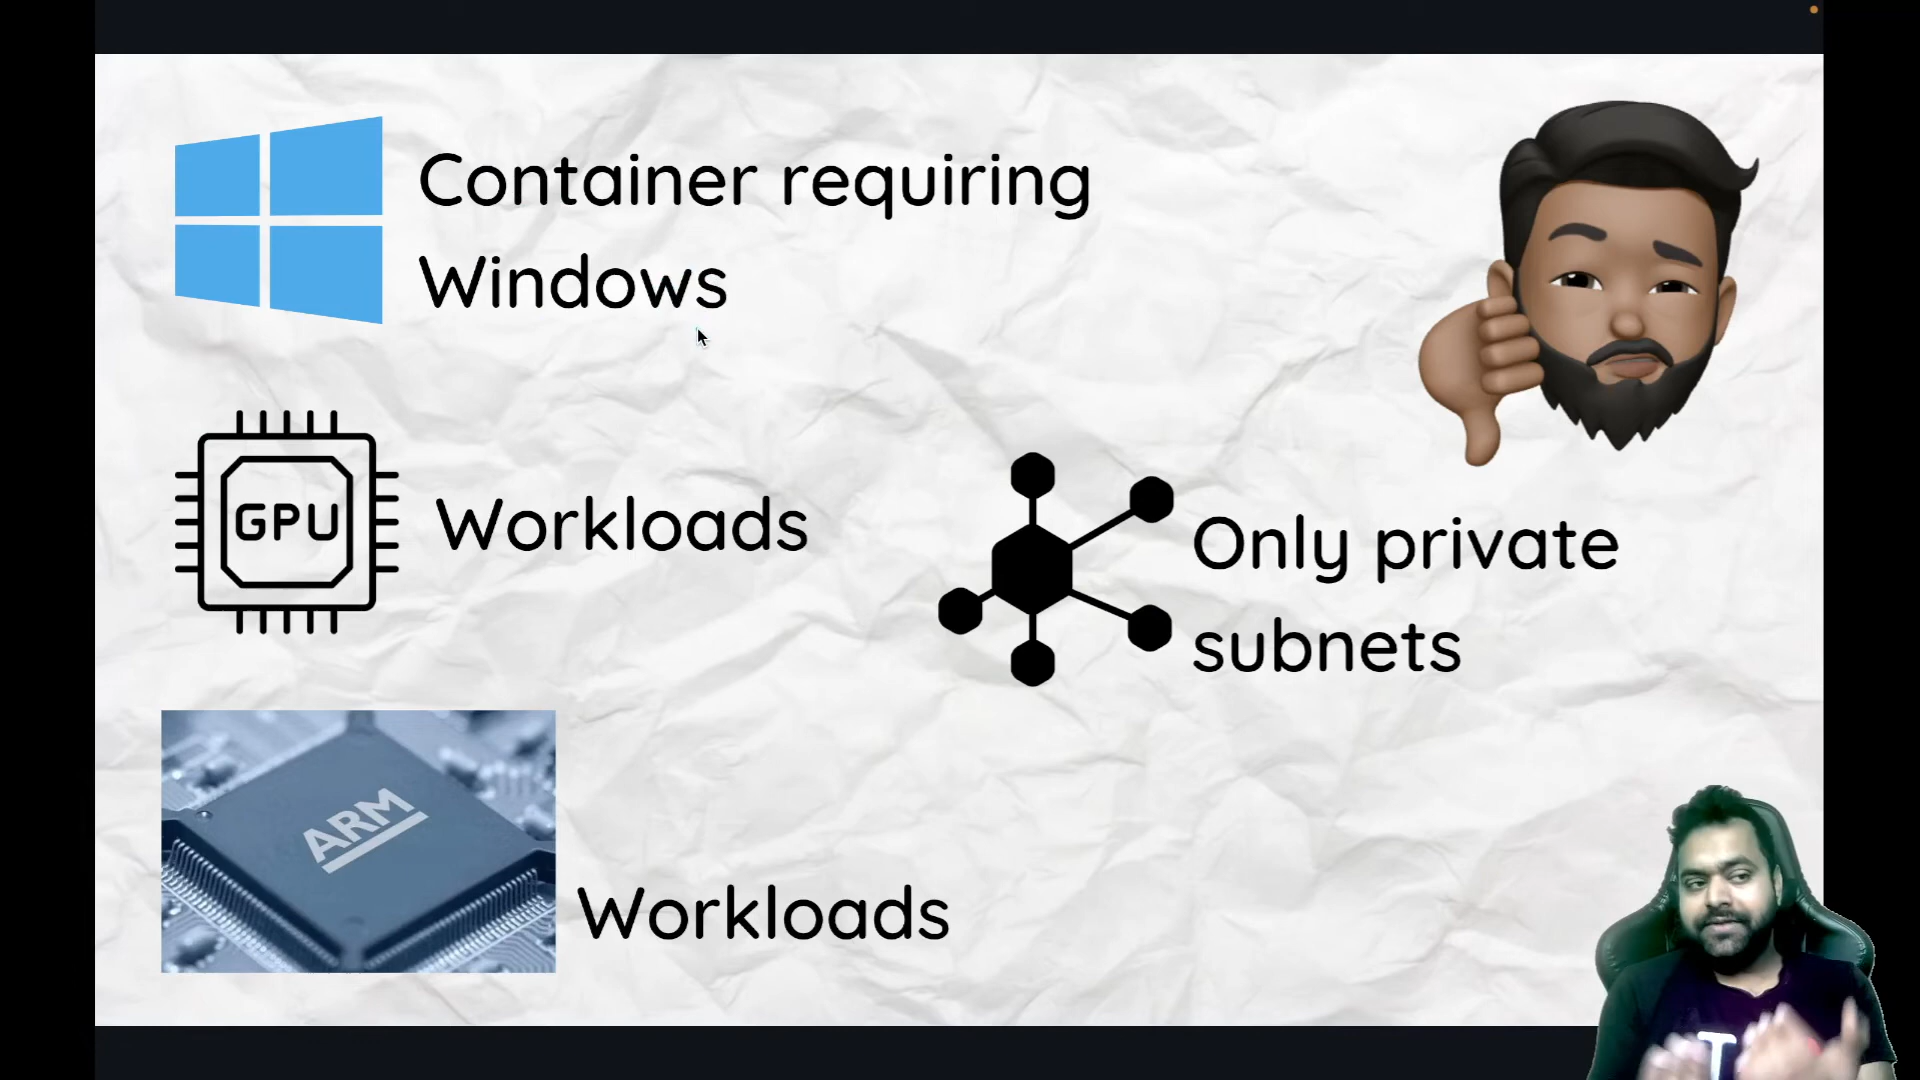 Container requiring
Windows
GPU Workloads
Only private
subnets
ARM
Workloads
T